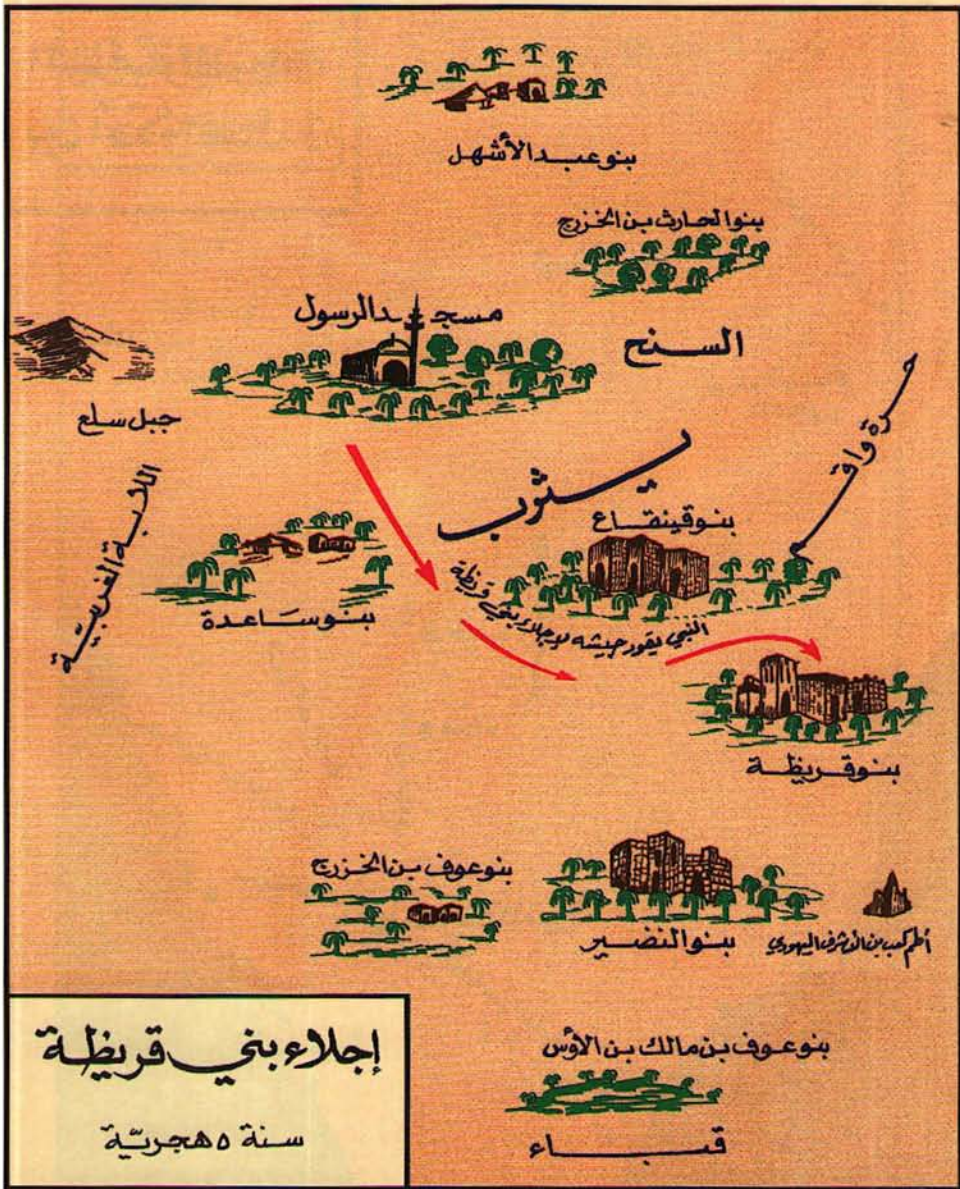 بنو عبد الأشهل
بنو الحارث بن الخزرج
مسجد الرسول
السنح
جبل سلع
حرة واقم
يثرب
اللابة الغربيّة
بنو قينقاع
بنو ساعدة
النبي يقود جيشه لإجلاء بني قريظة
بنو قريظة
بنو عوف بن الخزرج
بنو النضير
أطم كعب بن الأشرف اليهودي
بنو عوف بن مالك بن الأوس
قباء
إجلاء بني قريظة
سنة ٥ هجريّة